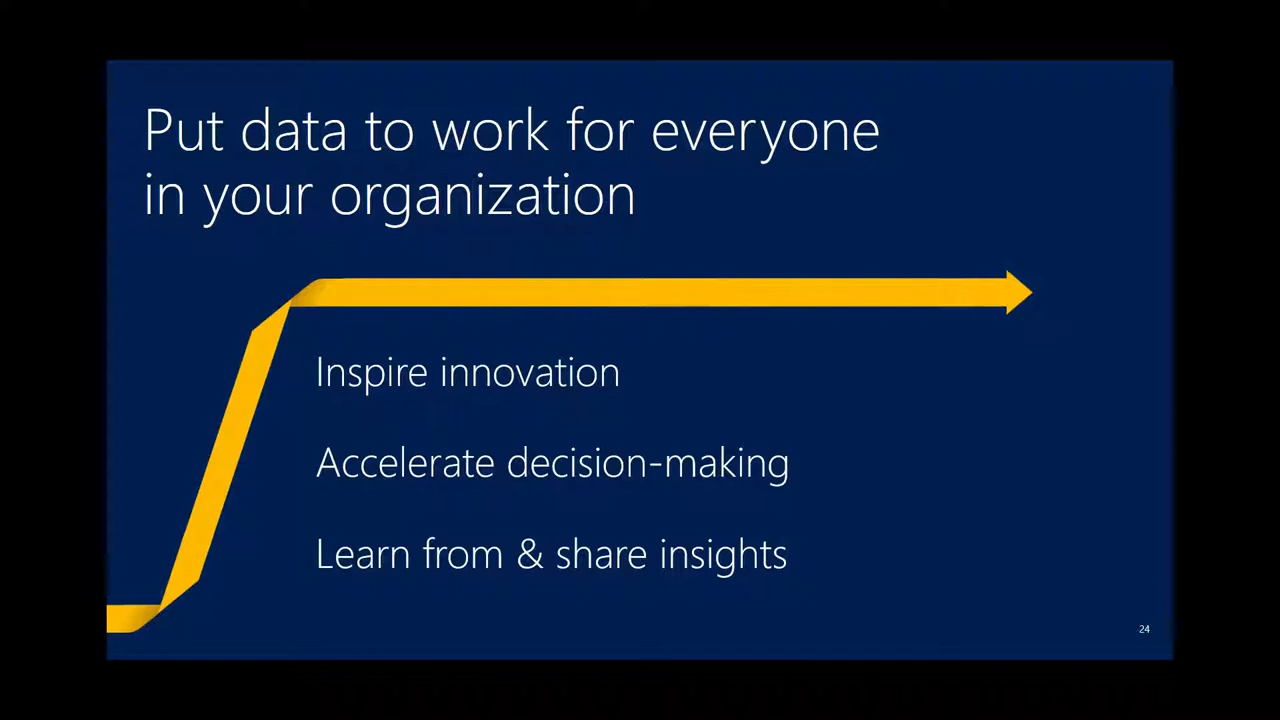 Put data to work for everyone
in your organization
Inspire innovation
Accelerate decision-making
Learn from & share insights
24